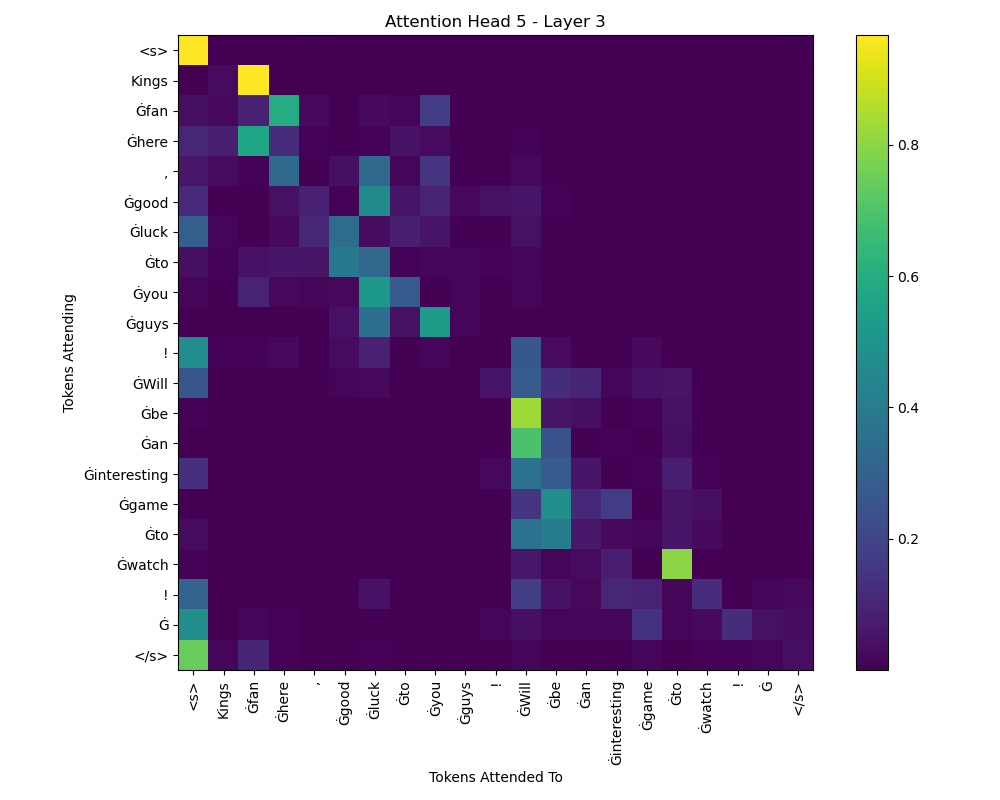 Attention Head 5 - Layer 3
<s>
Kings
Ġfan
Ġhere
,
Ġgood
Ġluck
Ġto
Ġyou
Ġguys
!
ĠWill
Ġbe
Ġan
Ġinteresting
Ġgame
Ġto
Ġwatch
!
Ġ
</s>
Tokens Attending
<s>
Kings
Ġfan
Ġhere
,
Ġgood
Ġluck
Ġto
Ġyou
Ġguys
!
ĠWill
Ġbe
Ġan
Ġinteresting
Ġgame
Ġto
Ġwatch
!
Ġ
</s>
Tokens Attended To
0.8
0.6
0.4
0.2